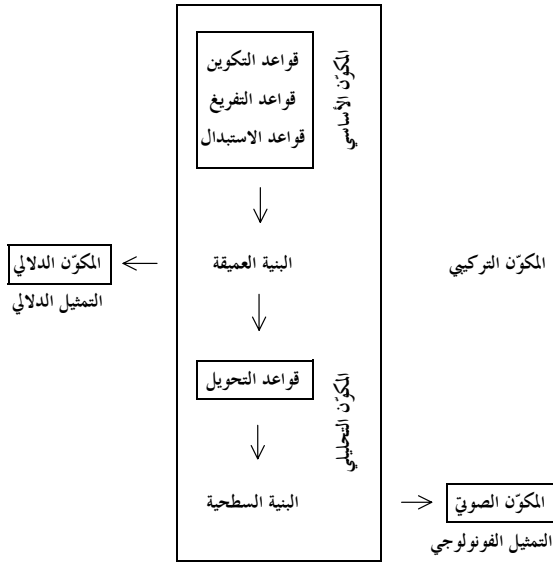 قواعد التكوين
قواعد التفريغ
قواعد الاستبدال
المكوّن الأساسي
البنية العميقة
المكوّن التركيبي
المكوّن الدلالي
التمثيل الدلالي
قواعد التحويل
المكوّن التحليلي
البنية السطحية
المكوّن الصوتيّ
التمثيل الفونولوجي